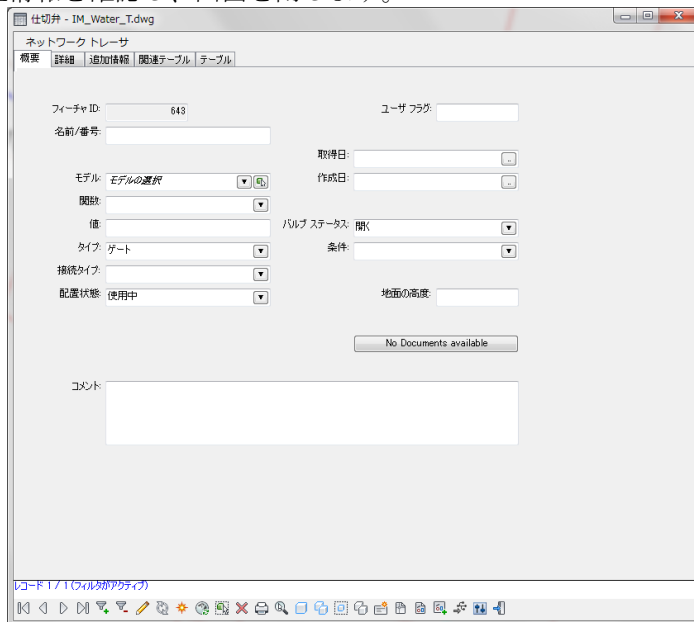 仕切弁 - IM_Water_T.dwg
ネットワーク トレーサ
概要 詳細 追加情報 関連テーブル テーブル
フィーチャ ID: 643 ユーザ フラグ:
名前/番号:
取得日:
モデル: モデルの選択 作成日:
関数:
値: バルブ ステータス: 開く
タイプ: ゲート 条件:
接続タイプ:
配置状態: 使用中 地面の高度:
No Documents available
コメント:
レコード 1 / 1 (フィルタがアクティブ)